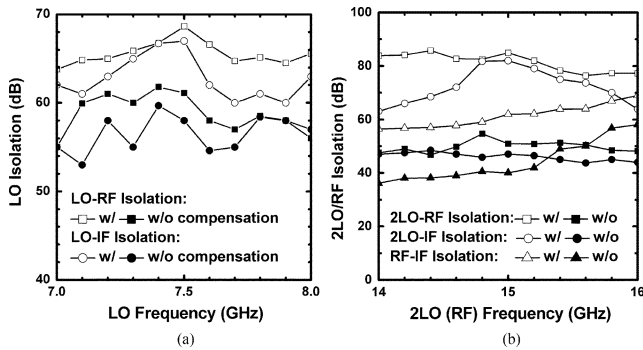 LO Isolation (dB)
70
60
50
40
LO-RF Isolation:
w/ w/o compensation
LO-IF Isolation:
w/ w/o compensation
7.0
7.5
8.0
LO Frequency (GHz)
(a)
2LO/RF Isolation (dB)
100
80
60
40
20
0
2LO-RF Isolation: w/ w/o
2LO-IF Isolation: w/ w/o
RF-IF Isolation: w/ w/o
14
15
16
2LO (RF) Frequency (GHz)
(b)